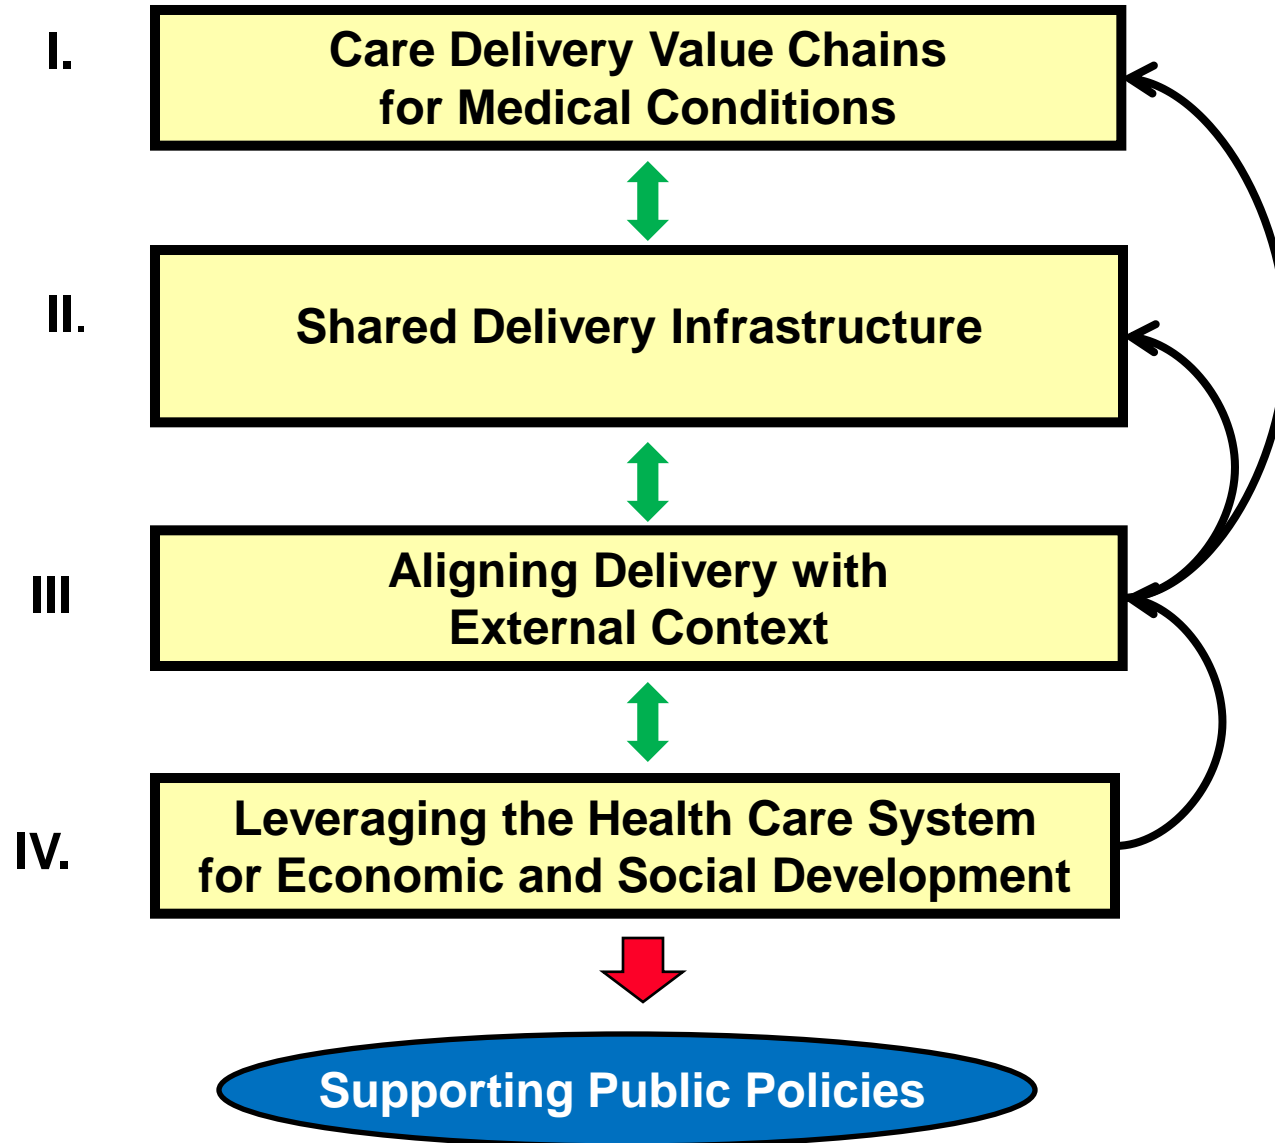 I.
Care Delivery Value Chains
for Medical Conditions
II.
Shared Delivery Infrastructure
III
Aligning Delivery with
External Context
IV.
Leveraging the Health Care System
for Economic and Social Development
Supporting Public Policies